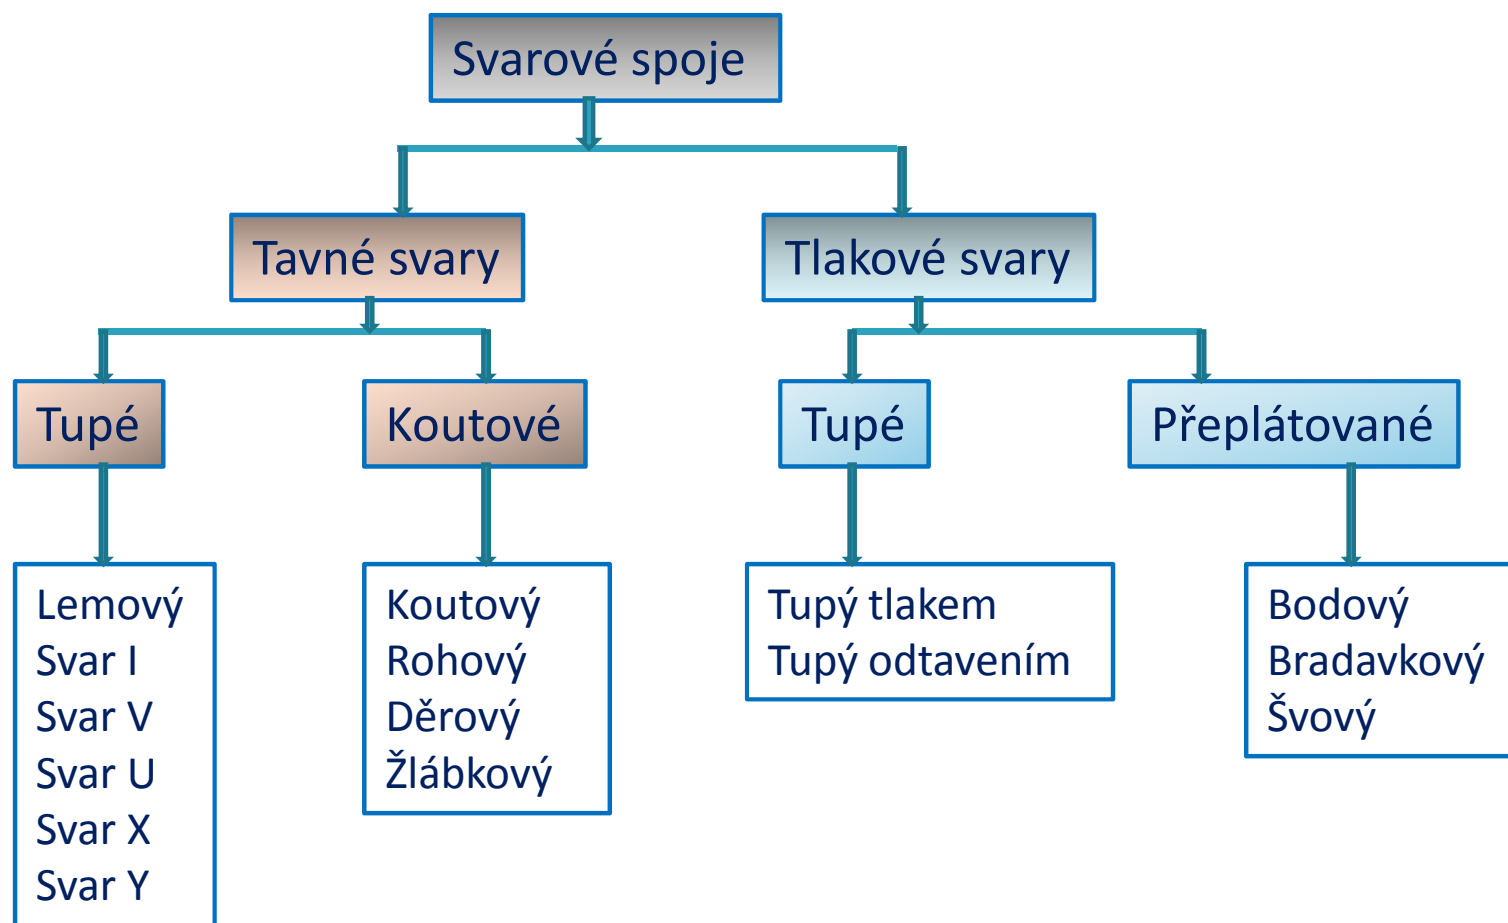 Svarové spoje
Tavné svary
Tlakové svary
Tupé
Koutové
Tupé
Přeplátované
Lemový
Svar I
Svar V
Svar U
Svar X
Svar Y
Koutový
Rohový
Děrový
Žlábkový
Tupý tlakem
Tupý odtavením
Bodový
Bradavkový
Švový